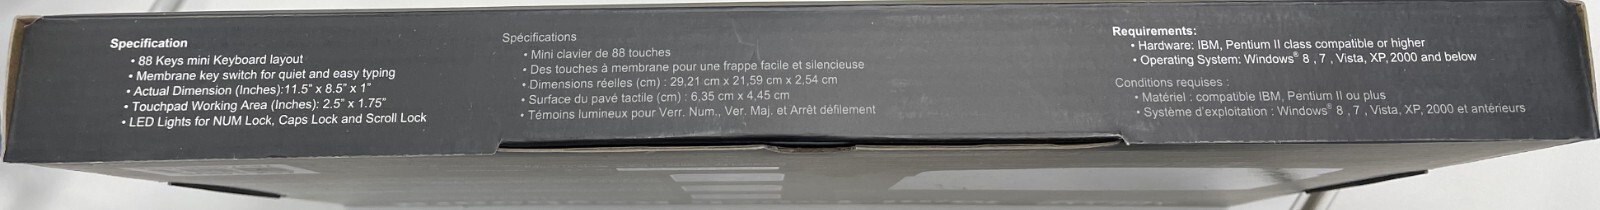 Specification
• 88 Keys mini Keyboard layout
• Membrane key switch for quiet and easy typing
• Actual Dimension (Inches):11.5" x 8.5" x 1"
• Touchpad Working Area (Inches): 2.5" x 1.75"
• LED Lights for NUM Lock, Caps Lock and Scroll Lock
Spécifications
• Mini clavier de 88 touches
• Des touches à membrane pour une frappe facile et silencieuse
• Dimensions réelles (cm) : 29,21 cm x 21,59 cm x 2,54 cm
• Surface du pavé tactile (cm) : 6,35 cm x 4,45 cm
• Témoins lumineux pour Verr. Num., Ver. Maj. et Arrêt défilement
Requirements:
• Hardware: IBM, Pentium II class compatible or higher
• Operating System: Windows® 8 , 7 , Vista, XP, 2000 and below
Conditions requises :
• Matériel : compatible IBM, Pentium II ou plus
• Système d'exploitation : Windows® 8 , 7 , Vista, XP, 2000 et antérieurs